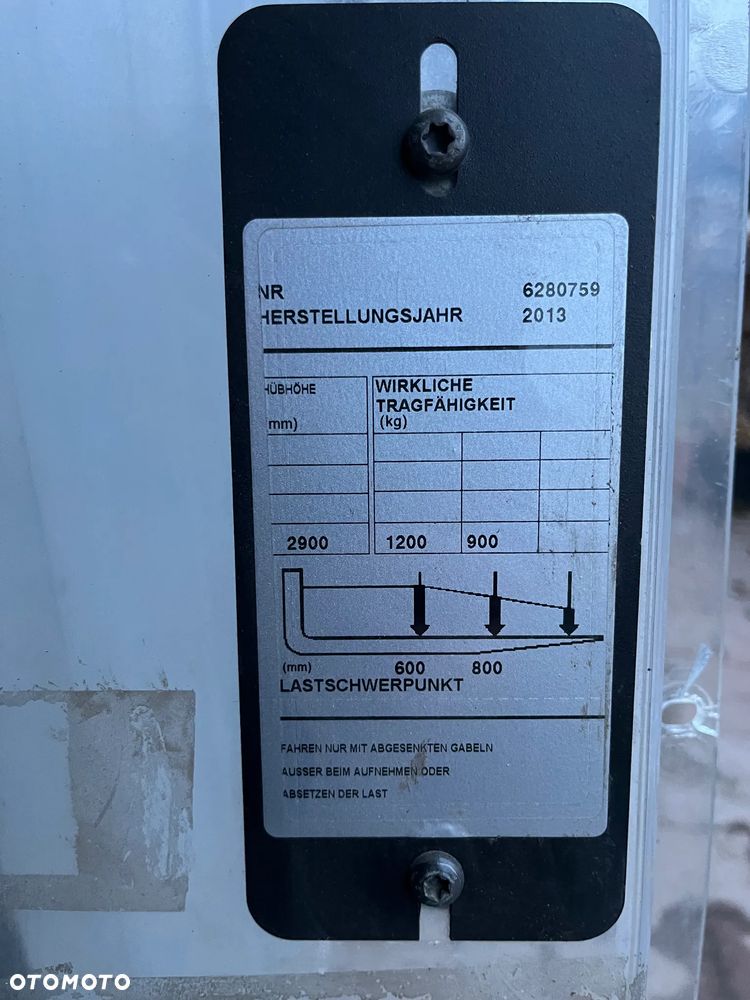 NR 6280759
HERSTELLUNGSJAHR 2013
HÜBHÖHE WIRKLICHE
TRAGFÄHIGKEIT
mm) (kg)
2900 1200 900
(mm) 600 800
LASTSCHWERPUNKT
FAHREN NUR MIT ABGESENKTEN GABELN
AUSSER BEIM AUFNEHMEN ODER
ABSETZEN DER LAST
OTOMOTO